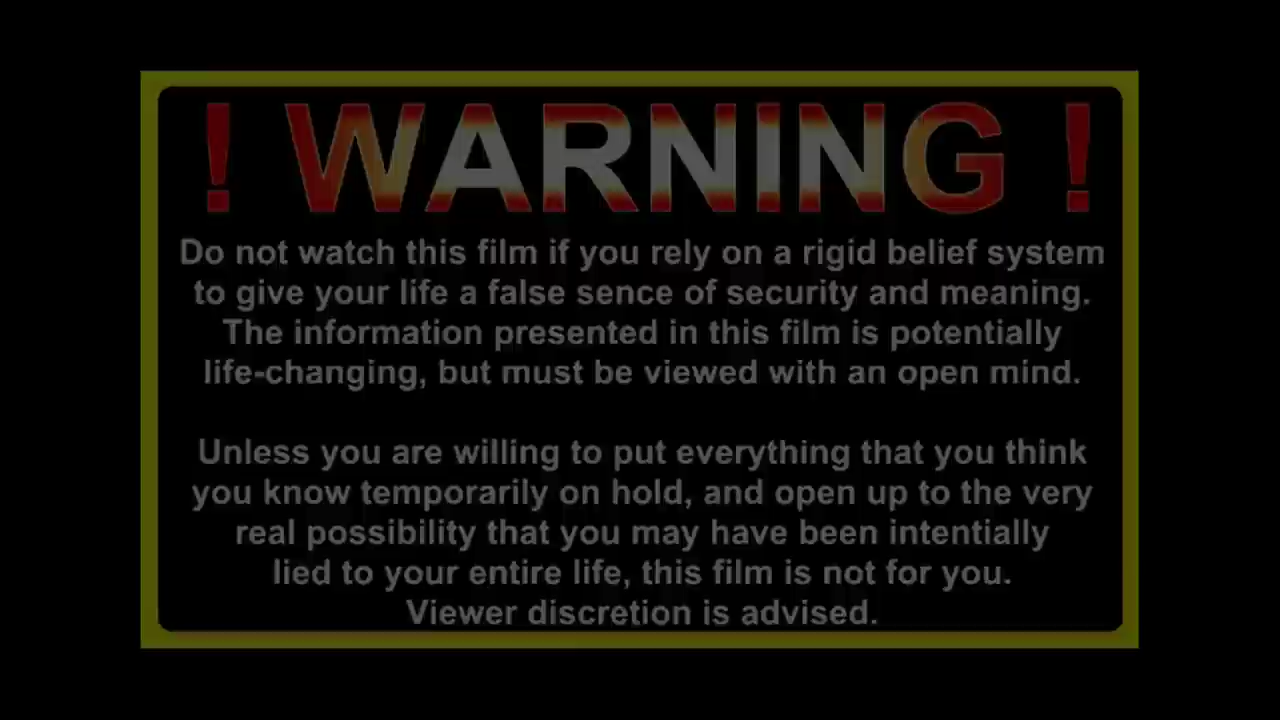 ! WARNING !
Do not watch this film if you rely on a rigid belief system
to give your life a false sence of security and meaning.
The information presented in this film is potentially
life-changing, but must be viewed with an open mind.
Unless you are willing to put everything that you think
you know temporarily on hold, and open up to the very
real possibility that you may have been intentially
lied to your entire life, this film is not for you.
Viewer discretion is advised.